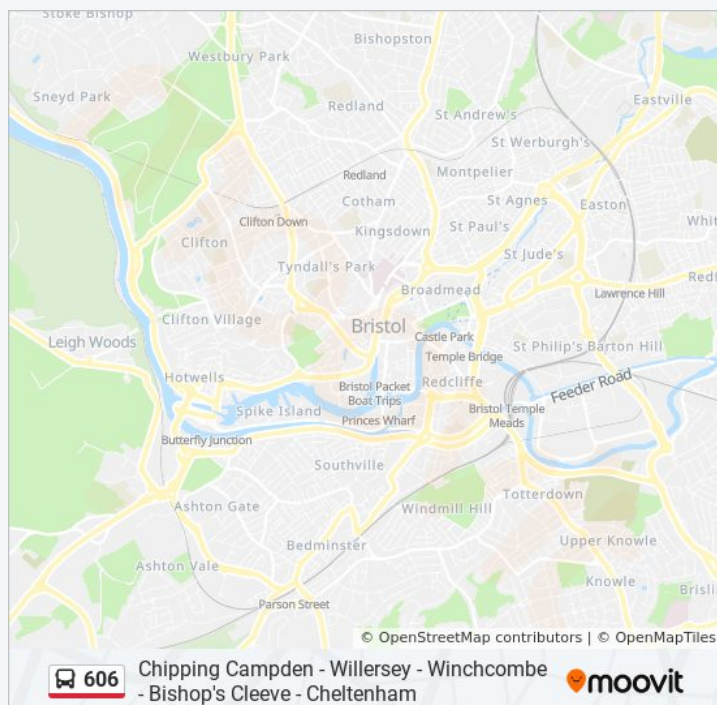 Stoke Bishop
Bishopston
Westbury Park
Sneyd Park
Redland
Eastville
St Andrew's
St Werburgh's
Montpelier
Redland
Cotham
St Agnes
Easton
Clifton Down
Kingsdown
St Paul's
Clifton
St Jude's
Tyndall's Park
Broadmead
Lawrence Hill
Clifton Village
Bristol
Castle Park
Leigh Woods
Temple Bridge
St Philip's
Barton Hill
Hotwells
Bristol Packet
Boat Trips
Redcliffe
Feeder Road
Spike Island
Princes Wharf
Bristol Temple
Meads
Butterfly Junction
Southville
Totterdown
Ashton Gate
Windmill Hill
Bedminster
Upper Knowle
Ashton Vale
Knowle
Parson Street
© OpenStreetMap contributors | © OpenMapTiles
606
Chipping Campden - Willersey - Winchcombe
- Bishop's Cleeve - Cheltenham
moovit